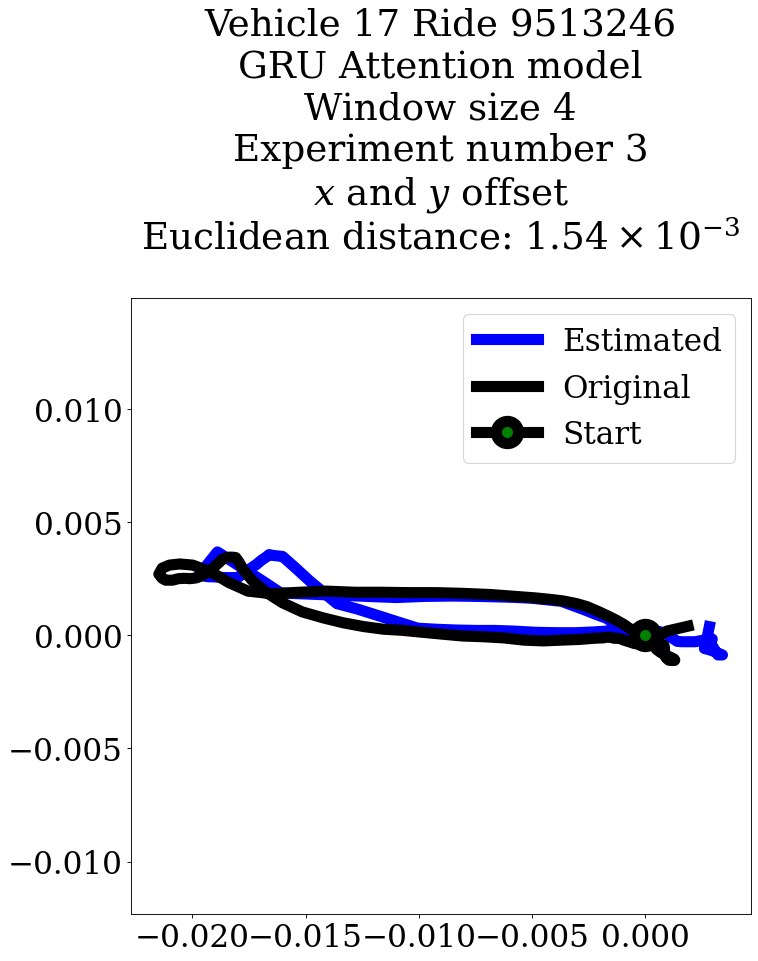 Vehicle 17 Ride 9513246
GRU Attention model
Window size 4
Experiment number 3
x and y offset
Euclidean distance: 1.54 × 10⁻³
Estimated
Original
Start
0.010
0.005
0.000
−0.005
−0.010
−0.020 −0.015 −0.010 −0.005 0.000